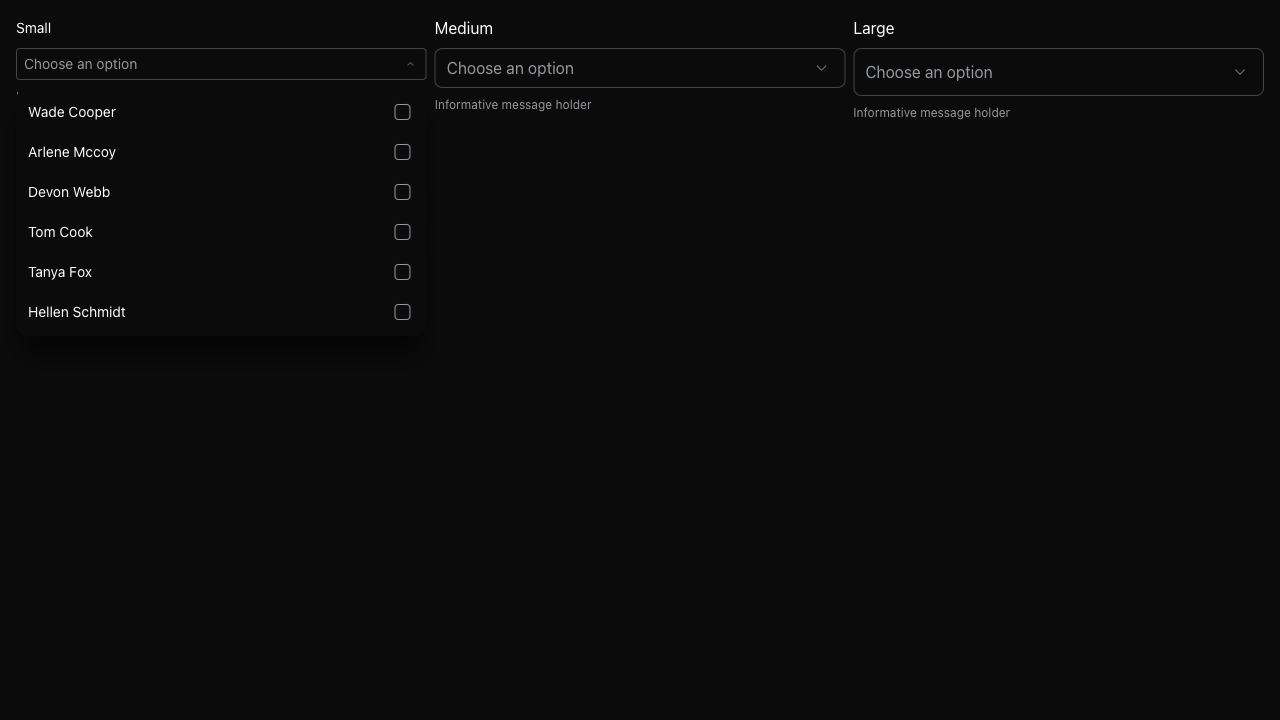 Small
Choose an option
Wade Cooper
Arlene Mccoy
Devon Webb
Tom Cook
Tanya Fox
Hellen Schmidt
Medium
Choose an option
Informative message holder
Large
Choose an option
Informative message holder